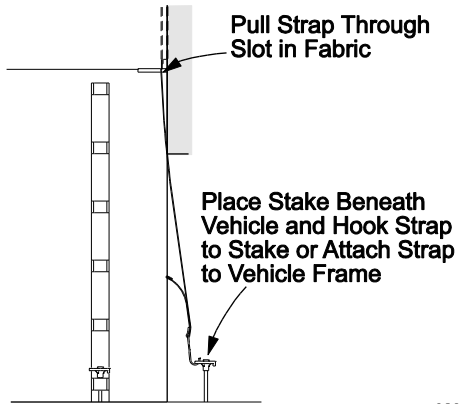 Pull Strap Through
Slot in Fabric
Place Stake Beneath
Vehicle and Hook Strap
to Stake or Attach Strap
to Vehicle Frame